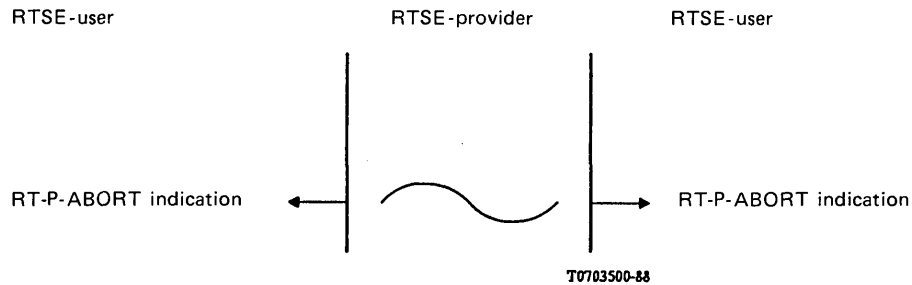 RTSE-user RTSE-provider RTSE-user
RT-P-ABORT indication RT-P-ABORT indication
T0703500-88